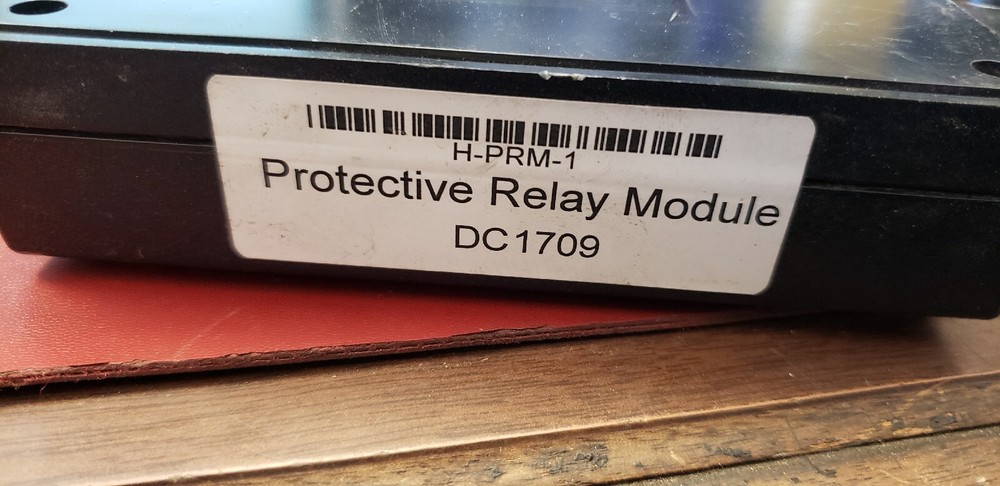 H-PRM-1
Protective Relay Module
DC1709